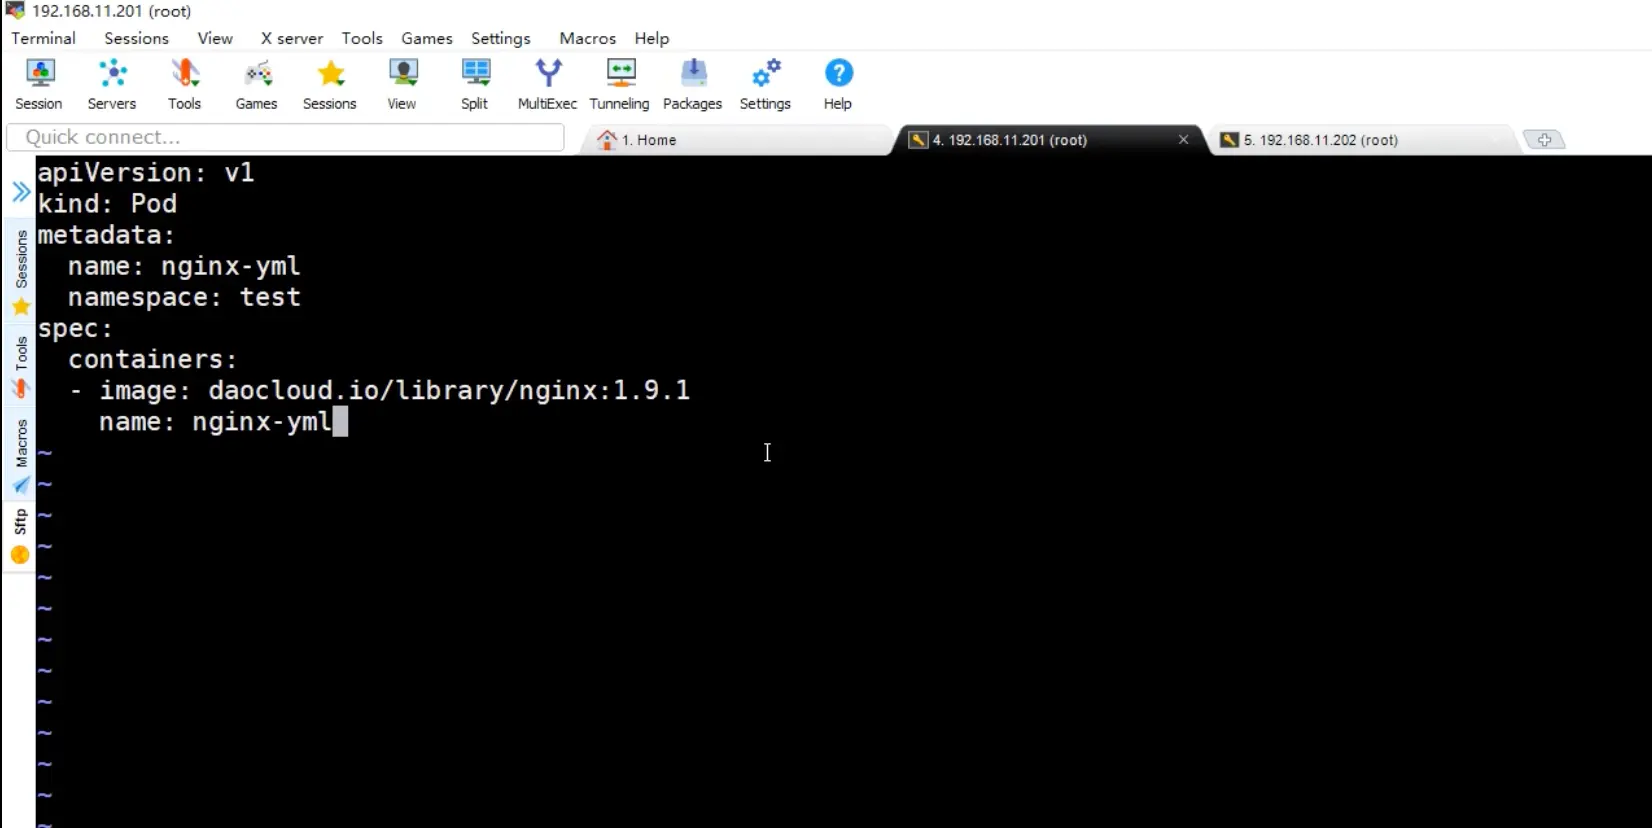 192.168.11.201 (root)
Terminal Sessions View X server Tools Games Settings Macros Help
Session Servers Tools Games Sessions View Split MultiExec Tunneling Packages Settings Help
Quick connect...
1. Home
4. 192.168.11.201 (root)
5. 192.168.11.202 (root)
Sessions
Tools
Macros
Sftp
apiVersion: v1
kind: Pod
metadata:
  name: nginx-yml
  namespace: test
spec:
  containers:
  - image: daocloud.io/library/nginx:1.9.1
    name: nginx-yml
~
~
~
~
~
~
~
~
~
~
~
~
~